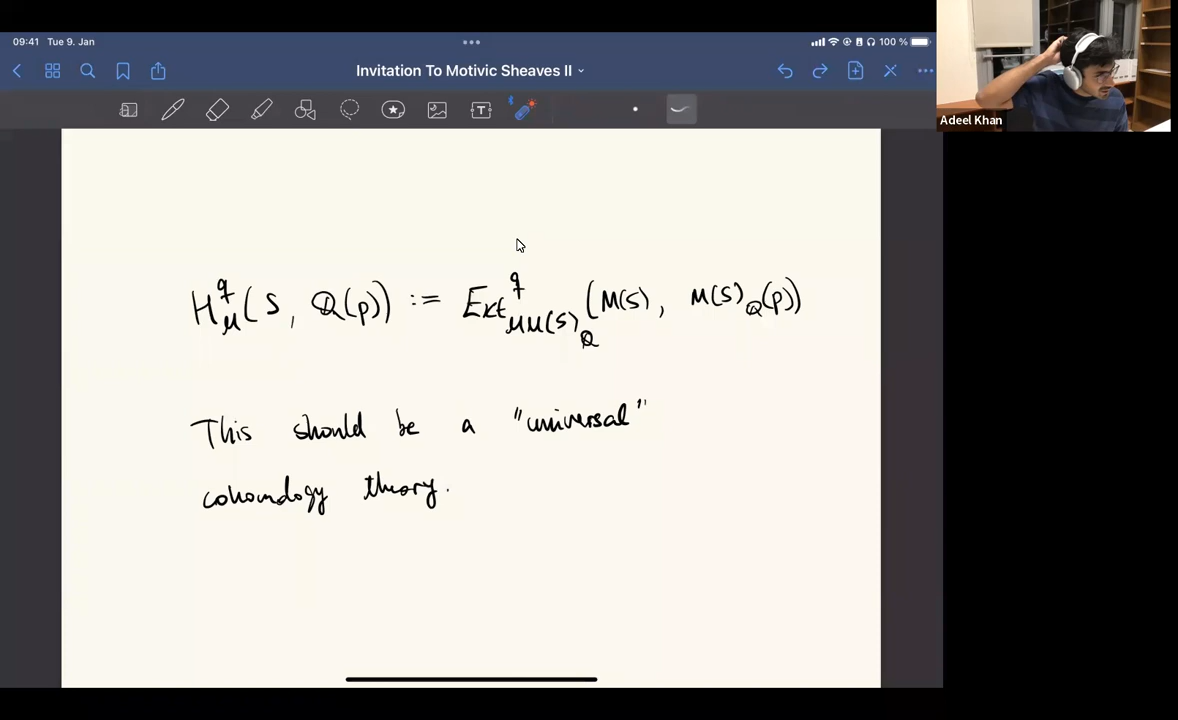 09:41 Tue 9. Jan
100 %
Invitation To Motivic Sheaves II
Adeel Khan
H^q_M(S, ℚ(p)) := Ext^q_{MM(S)_ℚ}(M(S), M(S)_ℚ(p))
This should be a "universal"
cohomology theory.